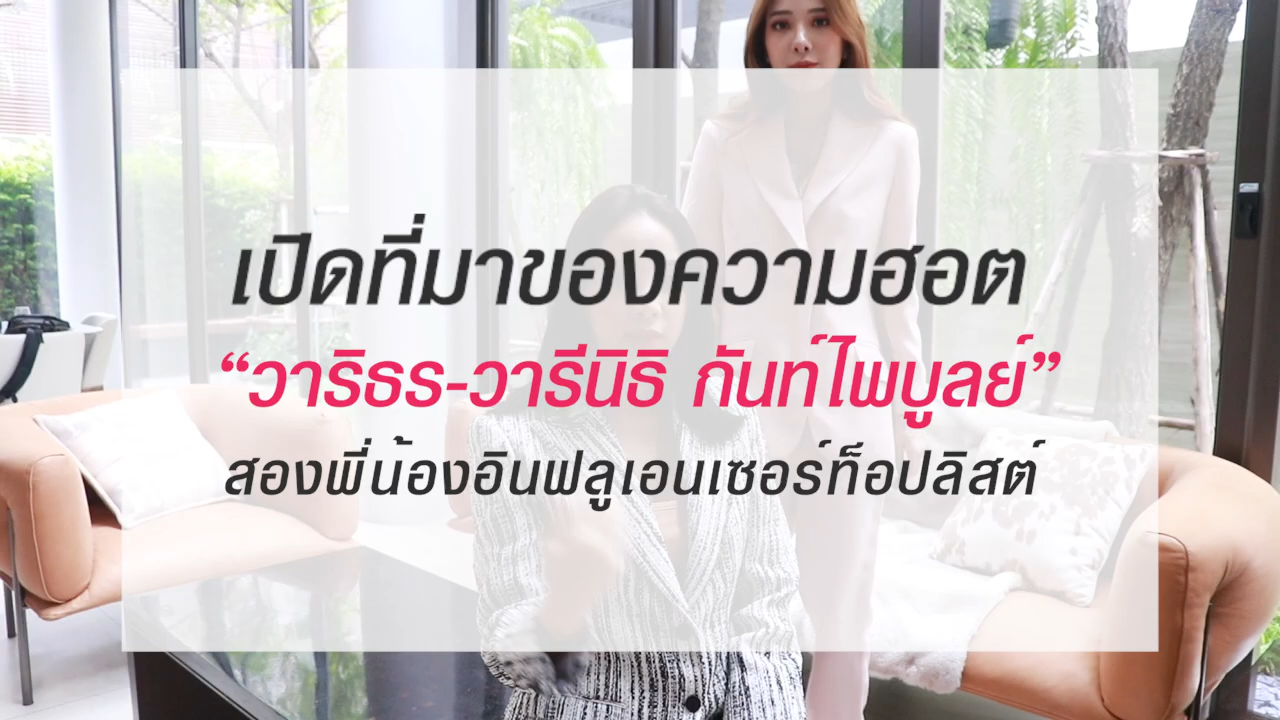 เปิดที่มาของความฮอต
“วาริธร-วารีนิธิ กันท์ไพบูลย์”
สองพี่น้องอินฟลูเอนเซอร์ท็อปลิสต์